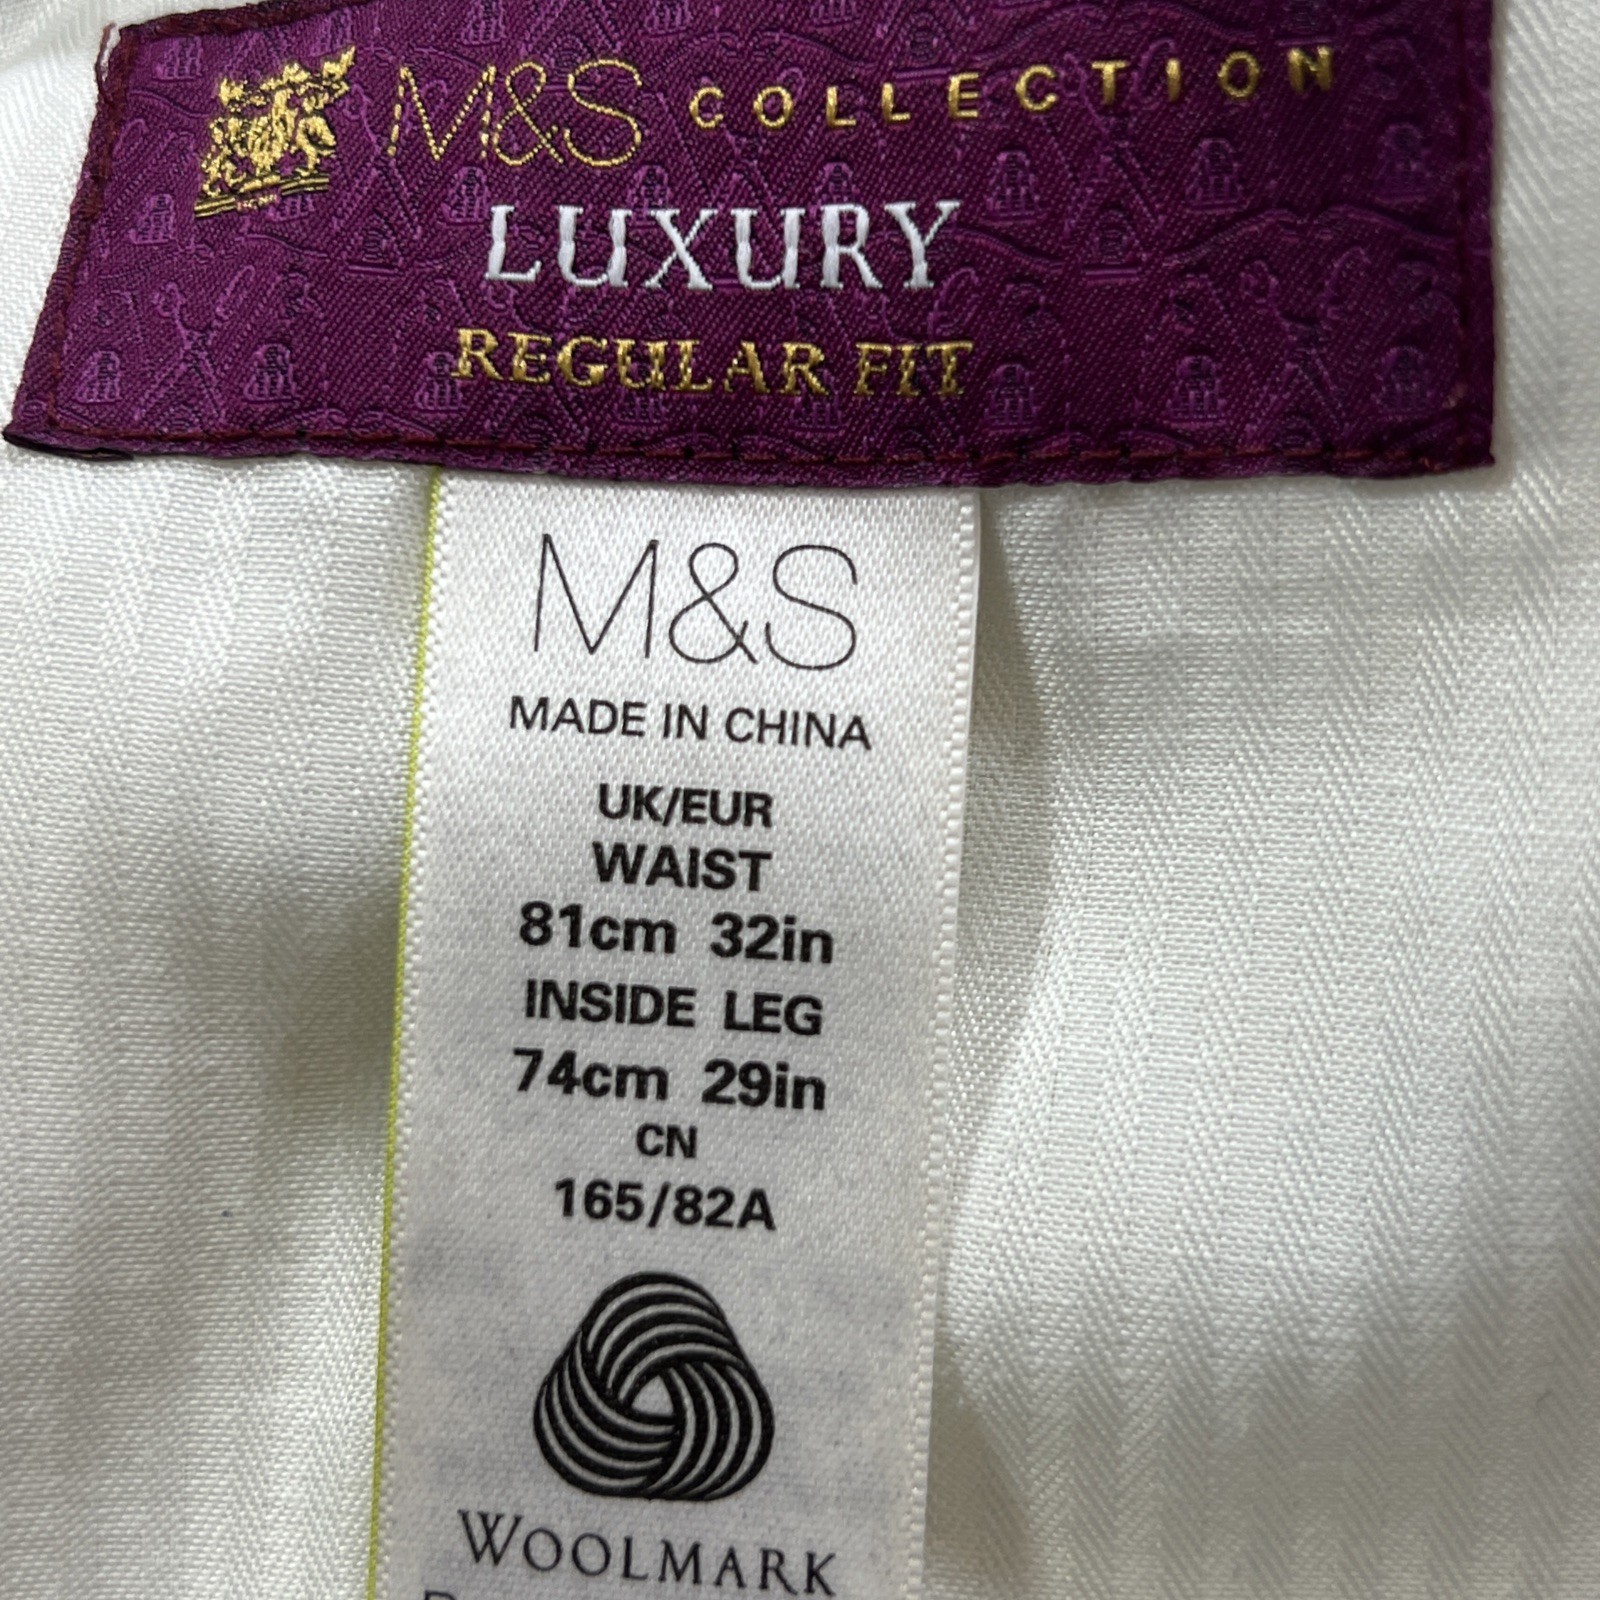 M&S COLLECTION
LUXURY
REGULAR FIT
M&S
MADE IN CHINA
UK/EUR
WAIST
81cm 32in
INSIDE LEG
74cm 29in
CN
165/82A
WOOLMARK